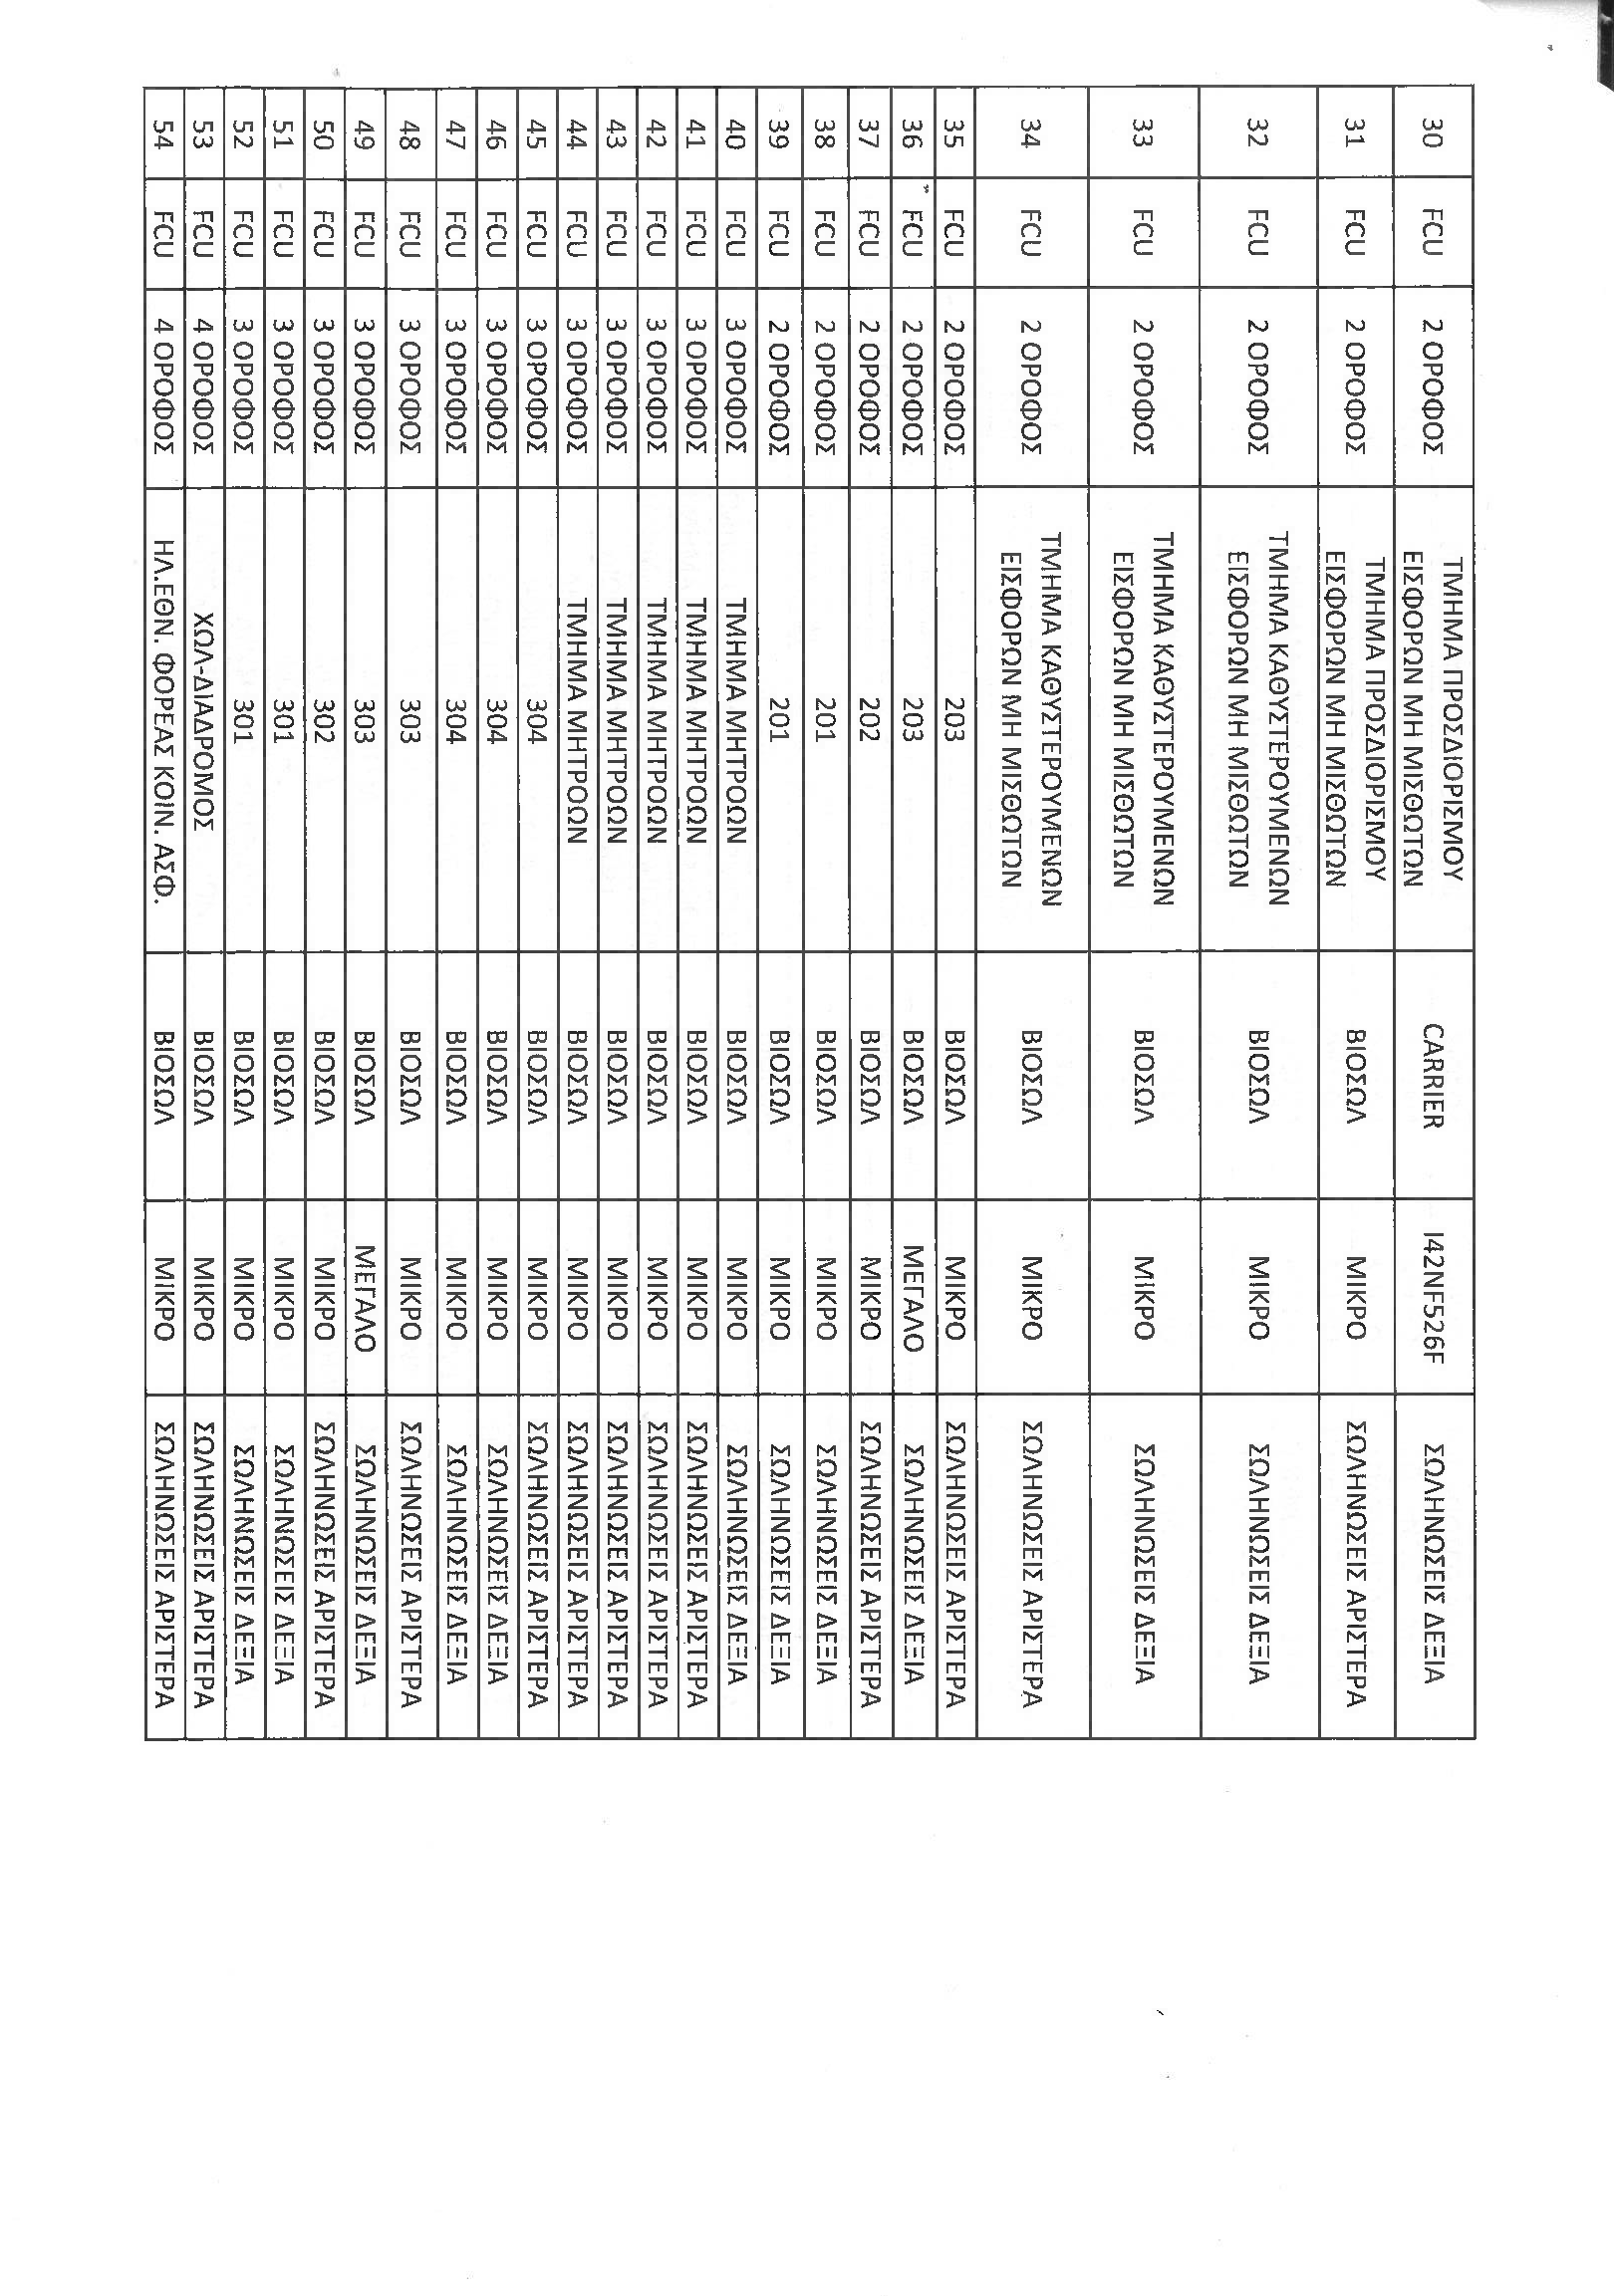 30 FCU 2 ΟΡΟΦΟΣ ΤΜΗΜΑ ΠΡΟΣΔΙΟΡΙΣΜΟΥ ΕΙΣΦΟΡΩΝ ΜΗ ΜΙΣΘΩΤΩΝ CARRIER I42NF526F ΣΩΛΗΝΩΣΕΙΣ ΔΕΞΙΑ
31 FCU 2 ΟΡΟΦΟΣ ΤΜΗΜΑ ΠΡΟΣΔΙΟΡΙΣΜΟΥ ΕΙΣΦΟΡΩΝ ΜΗ ΜΙΣΘΩΤΩΝ ΒΙΟΣΩΛ ΜΙΚΡΟ ΣΩΛΗΝΩΣΕΙΣ ΑΡΙΣΤΕΡΑ
32 FCU 2 ΟΡΟΦΟΣ ΤΜΗΜΑ ΚΑΘΥΣΤΕΡΟΥΜΕΝΩΝ ΕΙΣΦΟΡΩΝ ΜΗ ΜΙΣΘΩΤΩΝ ΒΙΟΣΩΛ ΜΙΚΡΟ ΣΩΛΗΝΩΣΕΙΣ ΔΕΞΙΑ
33 FCU 2 ΟΡΟΦΟΣ ΤΜΗΜΑ ΚΑΘΥΣΤΕΡΟΥΜΕΝΩΝ ΕΙΣΦΟΡΩΝ ΜΗ ΜΙΣΘΩΤΩΝ ΒΙΟΣΩΛ ΜΙΚΡΟ ΣΩΛΗΝΩΣΕΙΣ ΔΕΞΙΑ
34 FCU 2 ΟΡΟΦΟΣ ΤΜΗΜΑ ΚΑΘΥΣΤΕΡΟΥΜΕΝΩΝ ΕΙΣΦΟΡΩΝ ΜΗ ΜΙΣΘΩΤΩΝ ΒΙΟΣΩΛ ΜΙΚΡΟ ΣΩΛΗΝΩΣΕΙΣ ΑΡΙΣΤΕΡΑ
35 FCU 2 ΟΡΟΦΟΣ 203 ΒΙΟΣΩΛ ΜΙΚΡΟ ΣΩΛΗΝΩΣΕΙΣ ΑΡΙΣΤΕΡΑ
36 FCU 2 ΟΡΟΦΟΣ 203 ΒΙΟΣΩΛ ΜΕΓΑΛΟ ΣΩΛΗΝΩΣΕΙΣ ΔΕΞΙΑ
37 FCU 2 ΟΡΟΦΟΣ 202 ΒΙΟΣΩΛ ΜΙΚΡΟ ΣΩΛΗΝΩΣΕΙΣ ΑΡΙΣΤΕΡΑ
38 FCU 2 ΟΡΟΦΟΣ 201 ΒΙΟΣΩΛ ΜΙΚΡΟ ΣΩΛΗΝΩΣΕΙΣ ΔΕΞΙΑ
39 FCU 2 ΟΡΟΦΟΣ 201 ΒΙΟΣΩΛ ΜΙΚΡΟ ΣΩΛΗΝΩΣΕΙΣ ΔΕΞΙΑ
40 FCU 3 ΟΡΟΦΟΣ ΤΜΗΜΑ ΜΗΤΡΟΩΝ ΒΙΟΣΩΛ ΜΙΚΡΟ ΣΩΛΗΝΩΣΕΙΣ ΔΕΞΙΑ
41 FCU 3 ΟΡΟΦΟΣ ΤΜΗΜΑ ΜΗΤΡΟΩΝ ΒΙΟΣΩΛ ΜΙΚΡΟ ΣΩΛΗΝΩΣΕΙΣ ΑΡΙΣΤΕΡΑ
42 FCU 3 ΟΡΟΦΟΣ ΤΜΗΜΑ ΜΗΤΡΟΩΝ ΒΙΟΣΩΛ ΜΙΚΡΟ ΣΩΛΗΝΩΣΕΙΣ ΑΡΙΣΤΕΡΑ
43 FCU 3 ΟΡΟΦΟΣ ΤΜΗΜΑ ΜΗΤΡΟΩΝ ΒΙΟΣΩΛ ΜΙΚΡΟ ΣΩΛΗΝΩΣΕΙΣ ΑΡΙΣΤΕΡΑ
44 FCU 3 ΟΡΟΦΟΣ ΤΜΗΜΑ ΜΗΤΡΟΩΝ ΒΙΟΣΩΛ ΜΙΚΡΟ ΣΩΛΗΝΩΣΕΙΣ ΑΡΙΣΤΕΡΑ
45 FCU 3 ΟΡΟΦΟΣ 304 ΒΙΟΣΩΛ ΜΙΚΡΟ ΣΩΛΗΝΩΣΕΙΣ ΑΡΙΣΤΕΡΑ
46 FCU 3 ΟΡΟΦΟΣ 304 ΒΙΟΣΩΛ ΜΙΚΡΟ ΣΩΛΗΝΩΣΕΙΣ ΔΕΞΙΑ
47 FCU 3 ΟΡΟΦΟΣ 304 ΒΙΟΣΩΛ ΜΙΚΡΟ ΣΩΛΗΝΩΣΕΙΣ ΔΕΞΙΑ
48 FCU 3 ΟΡΟΦΟΣ 303 ΒΙΟΣΩΛ ΜΙΚΡΟ ΣΩΛΗΝΩΣΕΙΣ ΑΡΙΣΤΕΡΑ
49 FCU 3 ΟΡΟΦΟΣ 303 ΒΙΟΣΩΛ ΜΕΓΑΛΟ ΣΩΛΗΝΩΣΕΙΣ ΔΕΞΙΑ
50 FCU 3 ΟΡΟΦΟΣ 302 ΒΙΟΣΩΛ ΜΙΚΡΟ ΣΩΛΗΝΩΣΕΙΣ ΑΡΙΣΤΕΡΑ
51 FCU 3 ΟΡΟΦΟΣ 301 ΒΙΟΣΩΛ ΜΙΚΡΟ ΣΩΛΗΝΩΣΕΙΣ ΔΕΞΙΑ
52 FCU 3 ΟΡΟΦΟΣ 301 ΒΙΟΣΩΛ ΜΙΚΡΟ ΣΩΛΗΝΩΣΕΙΣ ΔΕΞΙΑ
53 FCU 4 ΟΡΟΦΟΣ ΧΩΛ-ΔΙΑΔΡΟΜΟΣ ΒΙΟΣΩΛ ΜΙΚΡΟ ΣΩΛΗΝΩΣΕΙΣ ΑΡΙΣΤΕΡΑ
54 FCU 4 ΟΡΟΦΟΣ ΗΛ.ΕΘΝ. ΦΟΡΕΑΣ ΚΟΙΝ. ΑΣΦ. ΒΙΟΣΩΛ ΜΙΚΡΟ ΣΩΛΗΝΩΣΕΙΣ ΑΡΙΣΤΕΡΑ